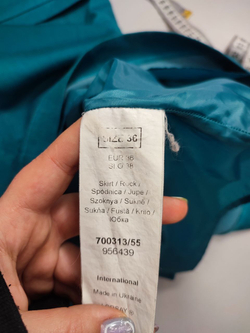 SIZE 36
EUR 36
Skirt / Rock /
Spódnica / Jupe /
Szoknya / Sukně /
Sukňa / Fustă / Креп /
Юбка
700313/55
956439
International
Made in Ukraine